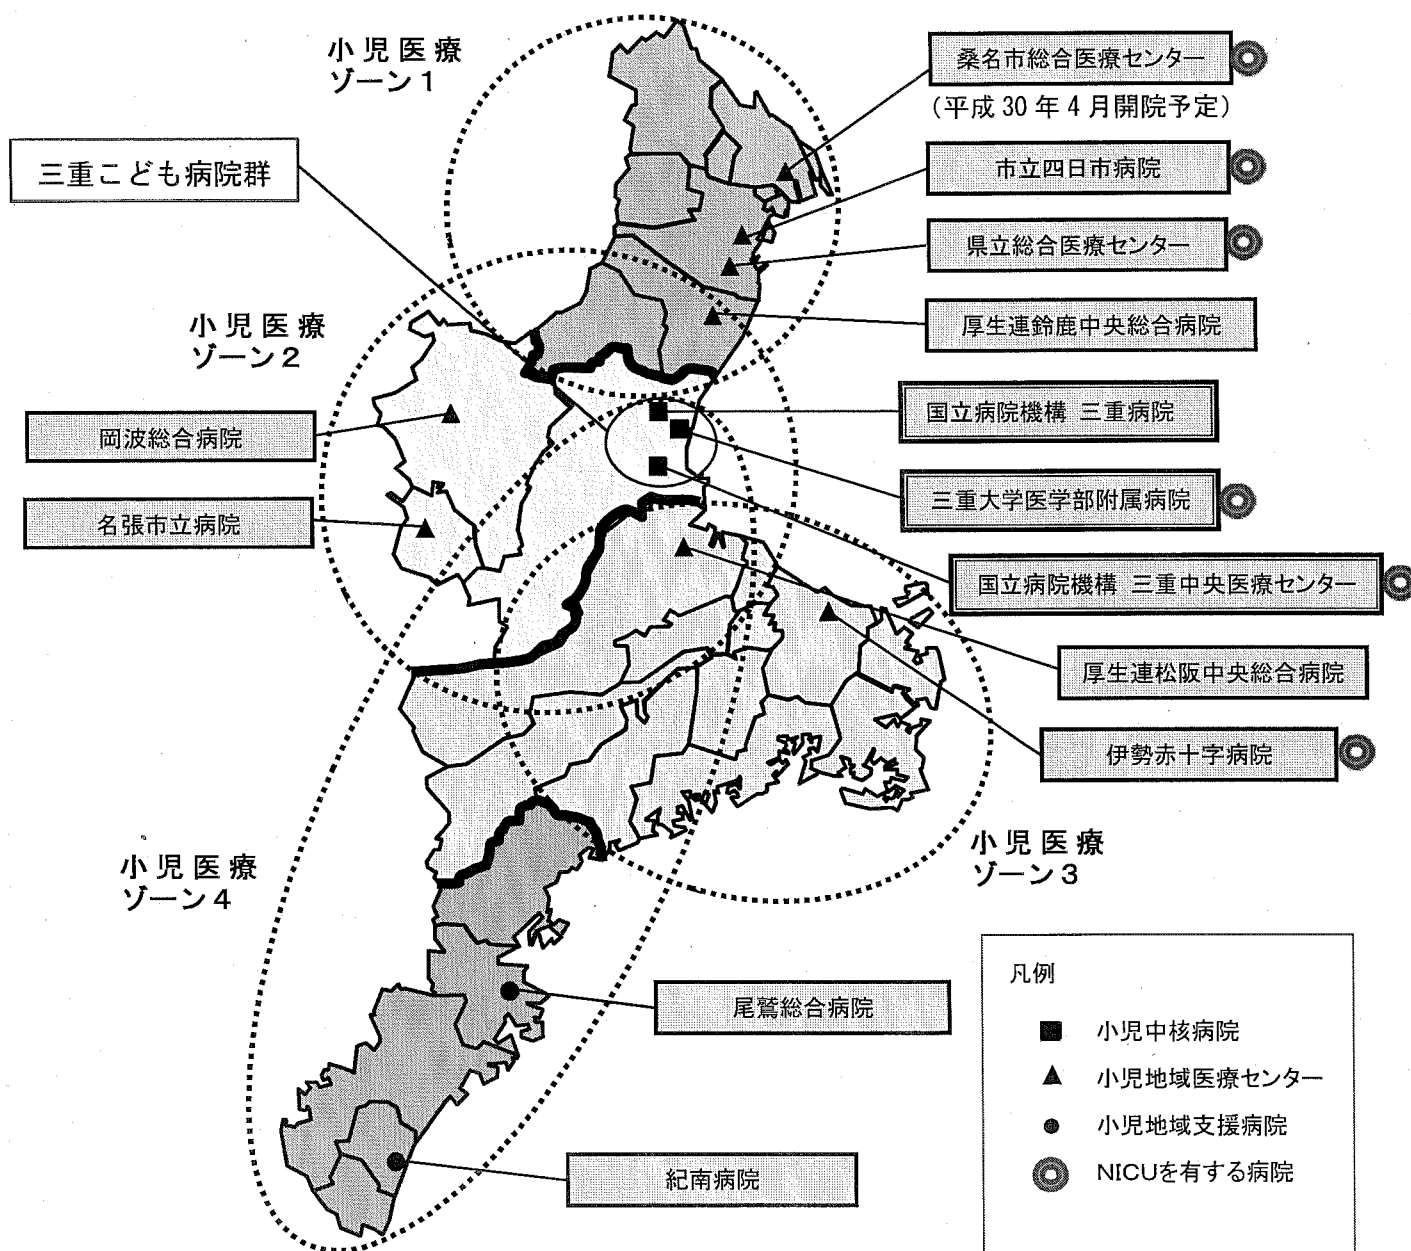 小児医療
ゾーン1
桑名市総合医療センター
(平成30年4月開院予定)
三重こども病院群
市立四日市病院
県立総合医療センター
小児医療
ゾーン2
厚生連鈴鹿中央総合病院
国立病院機構 三重病院
岡波総合病院
三重大学医学部附属病院
名張市立病院
国立病院機構 三重中央医療センター
厚生連松阪中央総合病院
伊勢赤十字病院
小児医療
ゾーン3
小児医療
ゾーン4
凡例
小児中核病院
小児地域医療センター
小児地域支援病院
NICUを有する病院
尾鷲総合病院
紀南病院